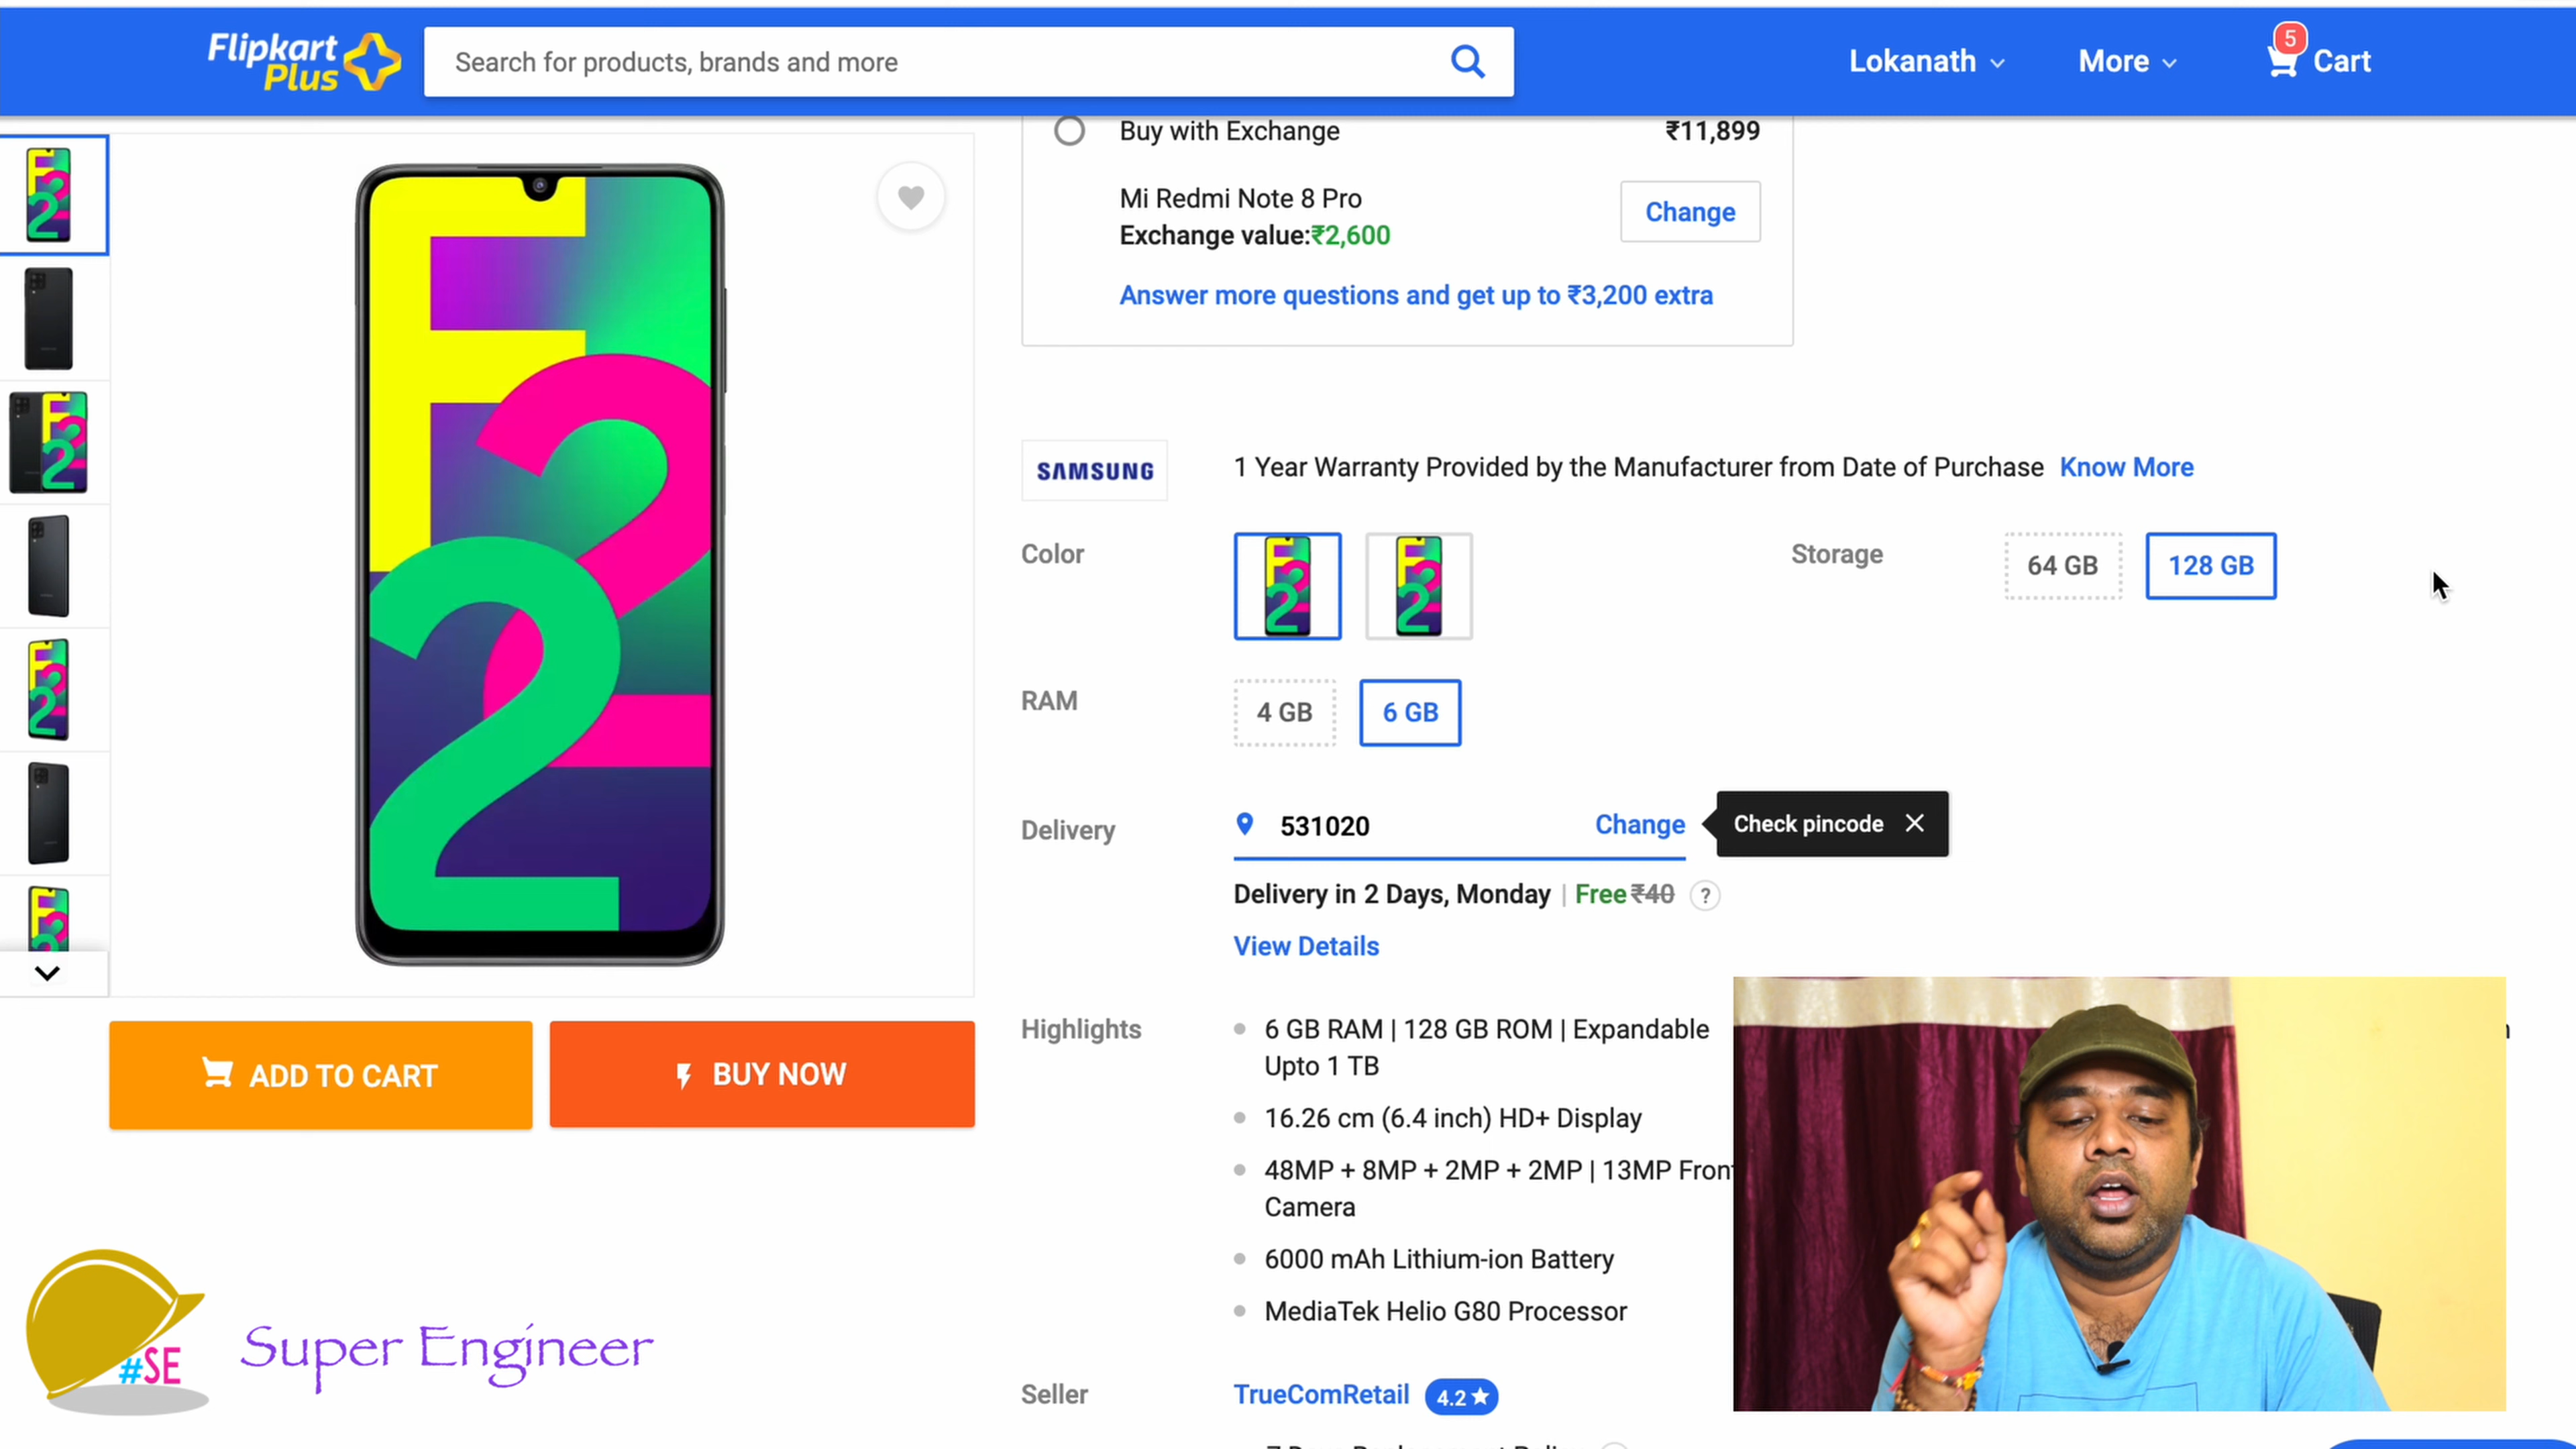 Flipkart
Plus
Search for products, brands and more
Lokanath
More
5
Cart
Buy with Exchange
₹11,899
Mi Redmi Note 8 Pro
Exchange value:₹2,600
Change
Answer more questions and get up to ₹3,200 extra
SAMSUNG
1 Year Warranty Provided by the Manufacturer from Date of Purchase Know More
Color
Storage
64 GB
128 GB
RAM
4 GB
6 GB
Delivery
531020
Change
Check pincode
Delivery in 2 Days, Monday | Free ₹40 ?
View Details
Highlights
6 GB RAM | 128 GB ROM | Expandable
Upto 1 TB
16.26 cm (6.4 inch) HD+ Display
48MP + 8MP + 2MP + 2MP | 13MP Front
Camera
6000 mAh Lithium-ion Battery
MediaTek Helio G80 Processor
Seller
TrueComRetail
4.2★
F22
ADD TO CART
BUY NOW
#SE
Super Engineer